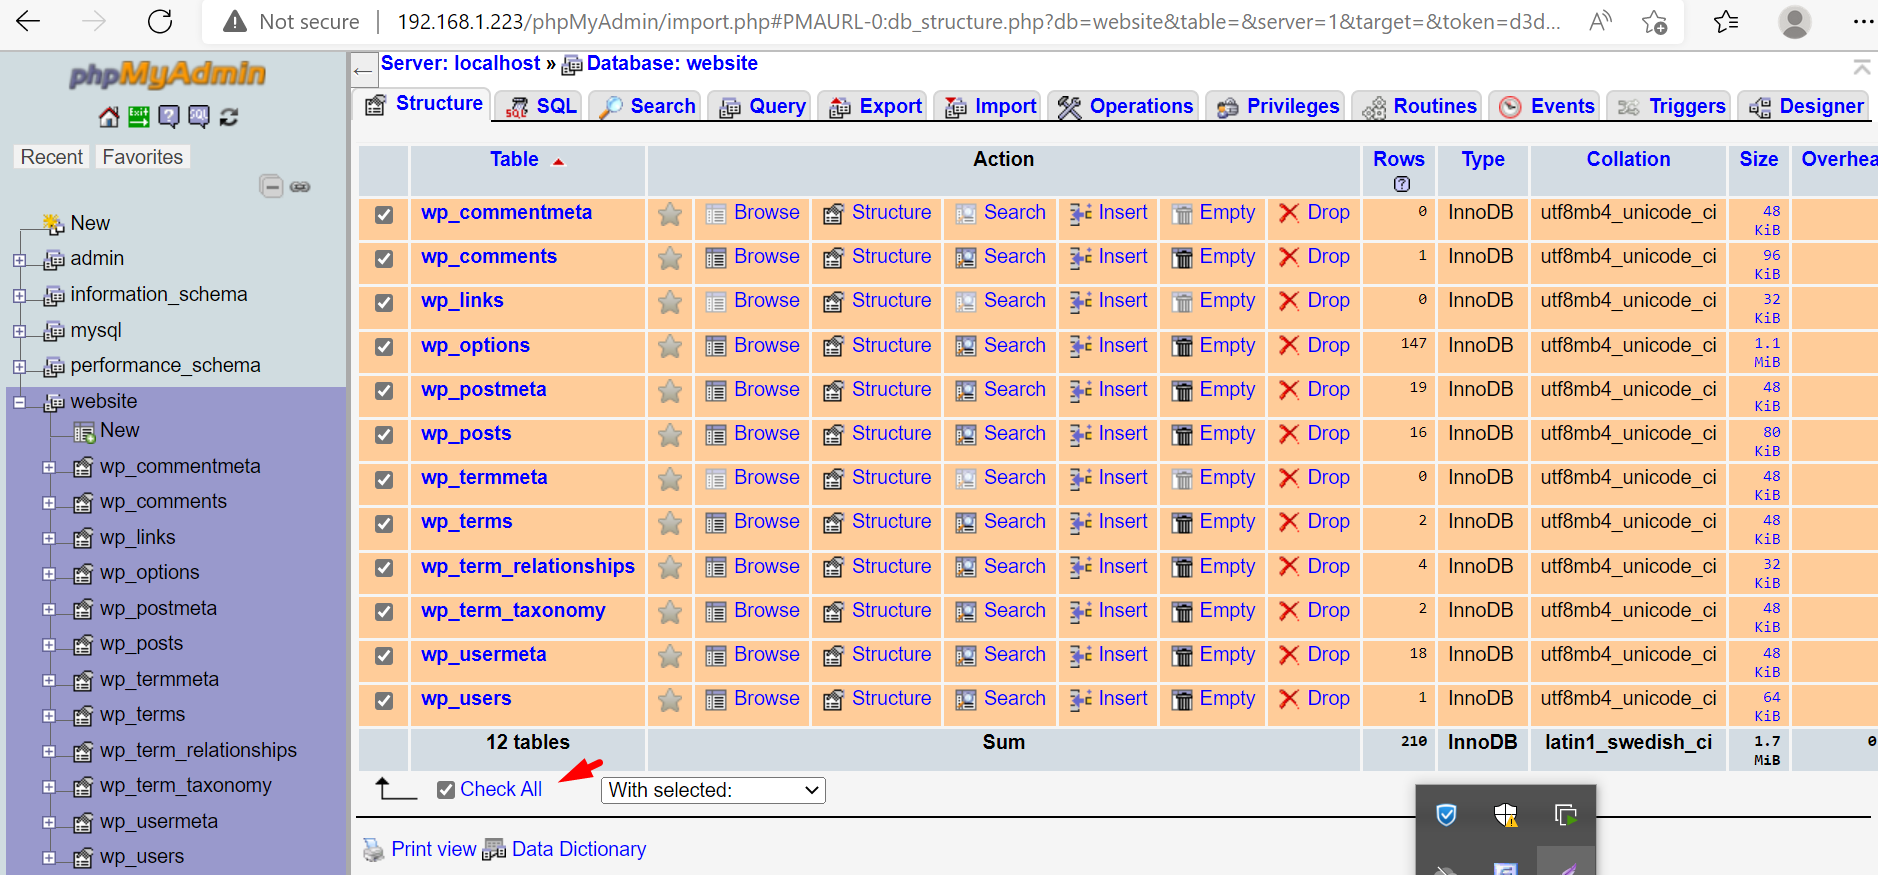 Not secure | 192.168.1.223/phpMyAdmin/import.php#PMAURL-0:db_structure.php?db=website&table=&server=1&target=&token=d3d...
phpMyAdmin
Recent Favorites
New
admin
information_schema
mysql
performance_schema
website
New
wp_commentmeta
wp_comments
wp_links
wp_options
wp_postmeta
wp_posts
wp_termmeta
wp_terms
wp_term_relationships
wp_term_taxonomy
wp_usermeta
wp_users
Server: localhost » Database: website
Structure SQL Search Query Export Import Operations Privileges Routines Events Triggers Designer
Table Action Rows Type Collation Size Overhea
wp_commentmeta Browse Structure Search Insert Empty Drop 0 InnoDB utf8mb4_unicode_ci 48 KiB
wp_comments Browse Structure Search Insert Empty Drop 1 InnoDB utf8mb4_unicode_ci 96 KiB
wp_links Browse Structure Search Insert Empty Drop 0 InnoDB utf8mb4_unicode_ci 32 KiB
wp_options Browse Structure Search Insert Empty Drop 147 InnoDB utf8mb4_unicode_ci 1.1 MiB
wp_postmeta Browse Structure Search Insert Empty Drop 19 InnoDB utf8mb4_unicode_ci 48 KiB
wp_posts Browse Structure Search Insert Empty Drop 16 InnoDB utf8mb4_unicode_ci 80 KiB
wp_termmeta Browse Structure Search Insert Empty Drop 0 InnoDB utf8mb4_unicode_ci 48 KiB
wp_terms Browse Structure Search Insert Empty Drop 2 InnoDB utf8mb4_unicode_ci 48 KiB
wp_term_relationships Browse Structure Search Insert Empty Drop 4 InnoDB utf8mb4_unicode_ci 32 KiB
wp_term_taxonomy Browse Structure Search Insert Empty Drop 2 InnoDB utf8mb4_unicode_ci 48 KiB
wp_usermeta Browse Structure Search Insert Empty Drop 18 InnoDB utf8mb4_unicode_ci 48 KiB
wp_users Browse Structure Search Insert Empty Drop 1 InnoDB utf8mb4_unicode_ci 64 KiB
12 tables Sum 210 InnoDB latin1_swedish_ci 1.7 MiB 0
Check All With selected:
Print view Data Dictionary